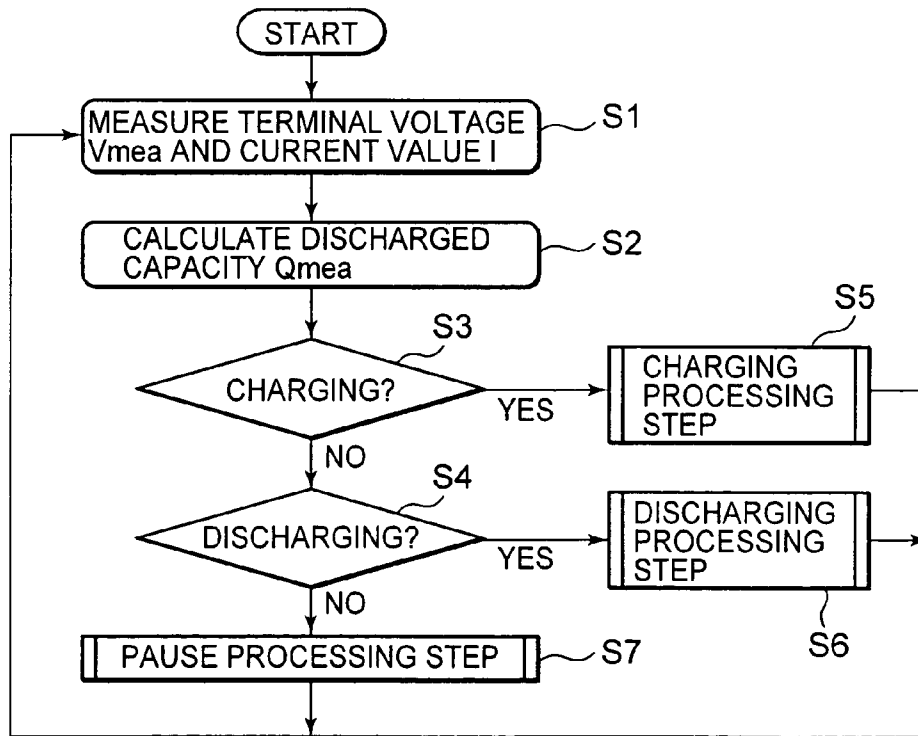 START
MEASURE TERMINAL VOLTAGE
Vmea AND CURRENT VALUE I
S1
CALCULATE DISCHARGED
CAPACITY Qmea
S2
CHARGING?
S3
YES
NO
CHARGING
PROCESSING
STEP
S5
DISCHARGING?
S4
YES
NO
DISCHARGING
PROCESSING
STEP
S6
PAUSE PROCESSING STEP
S7